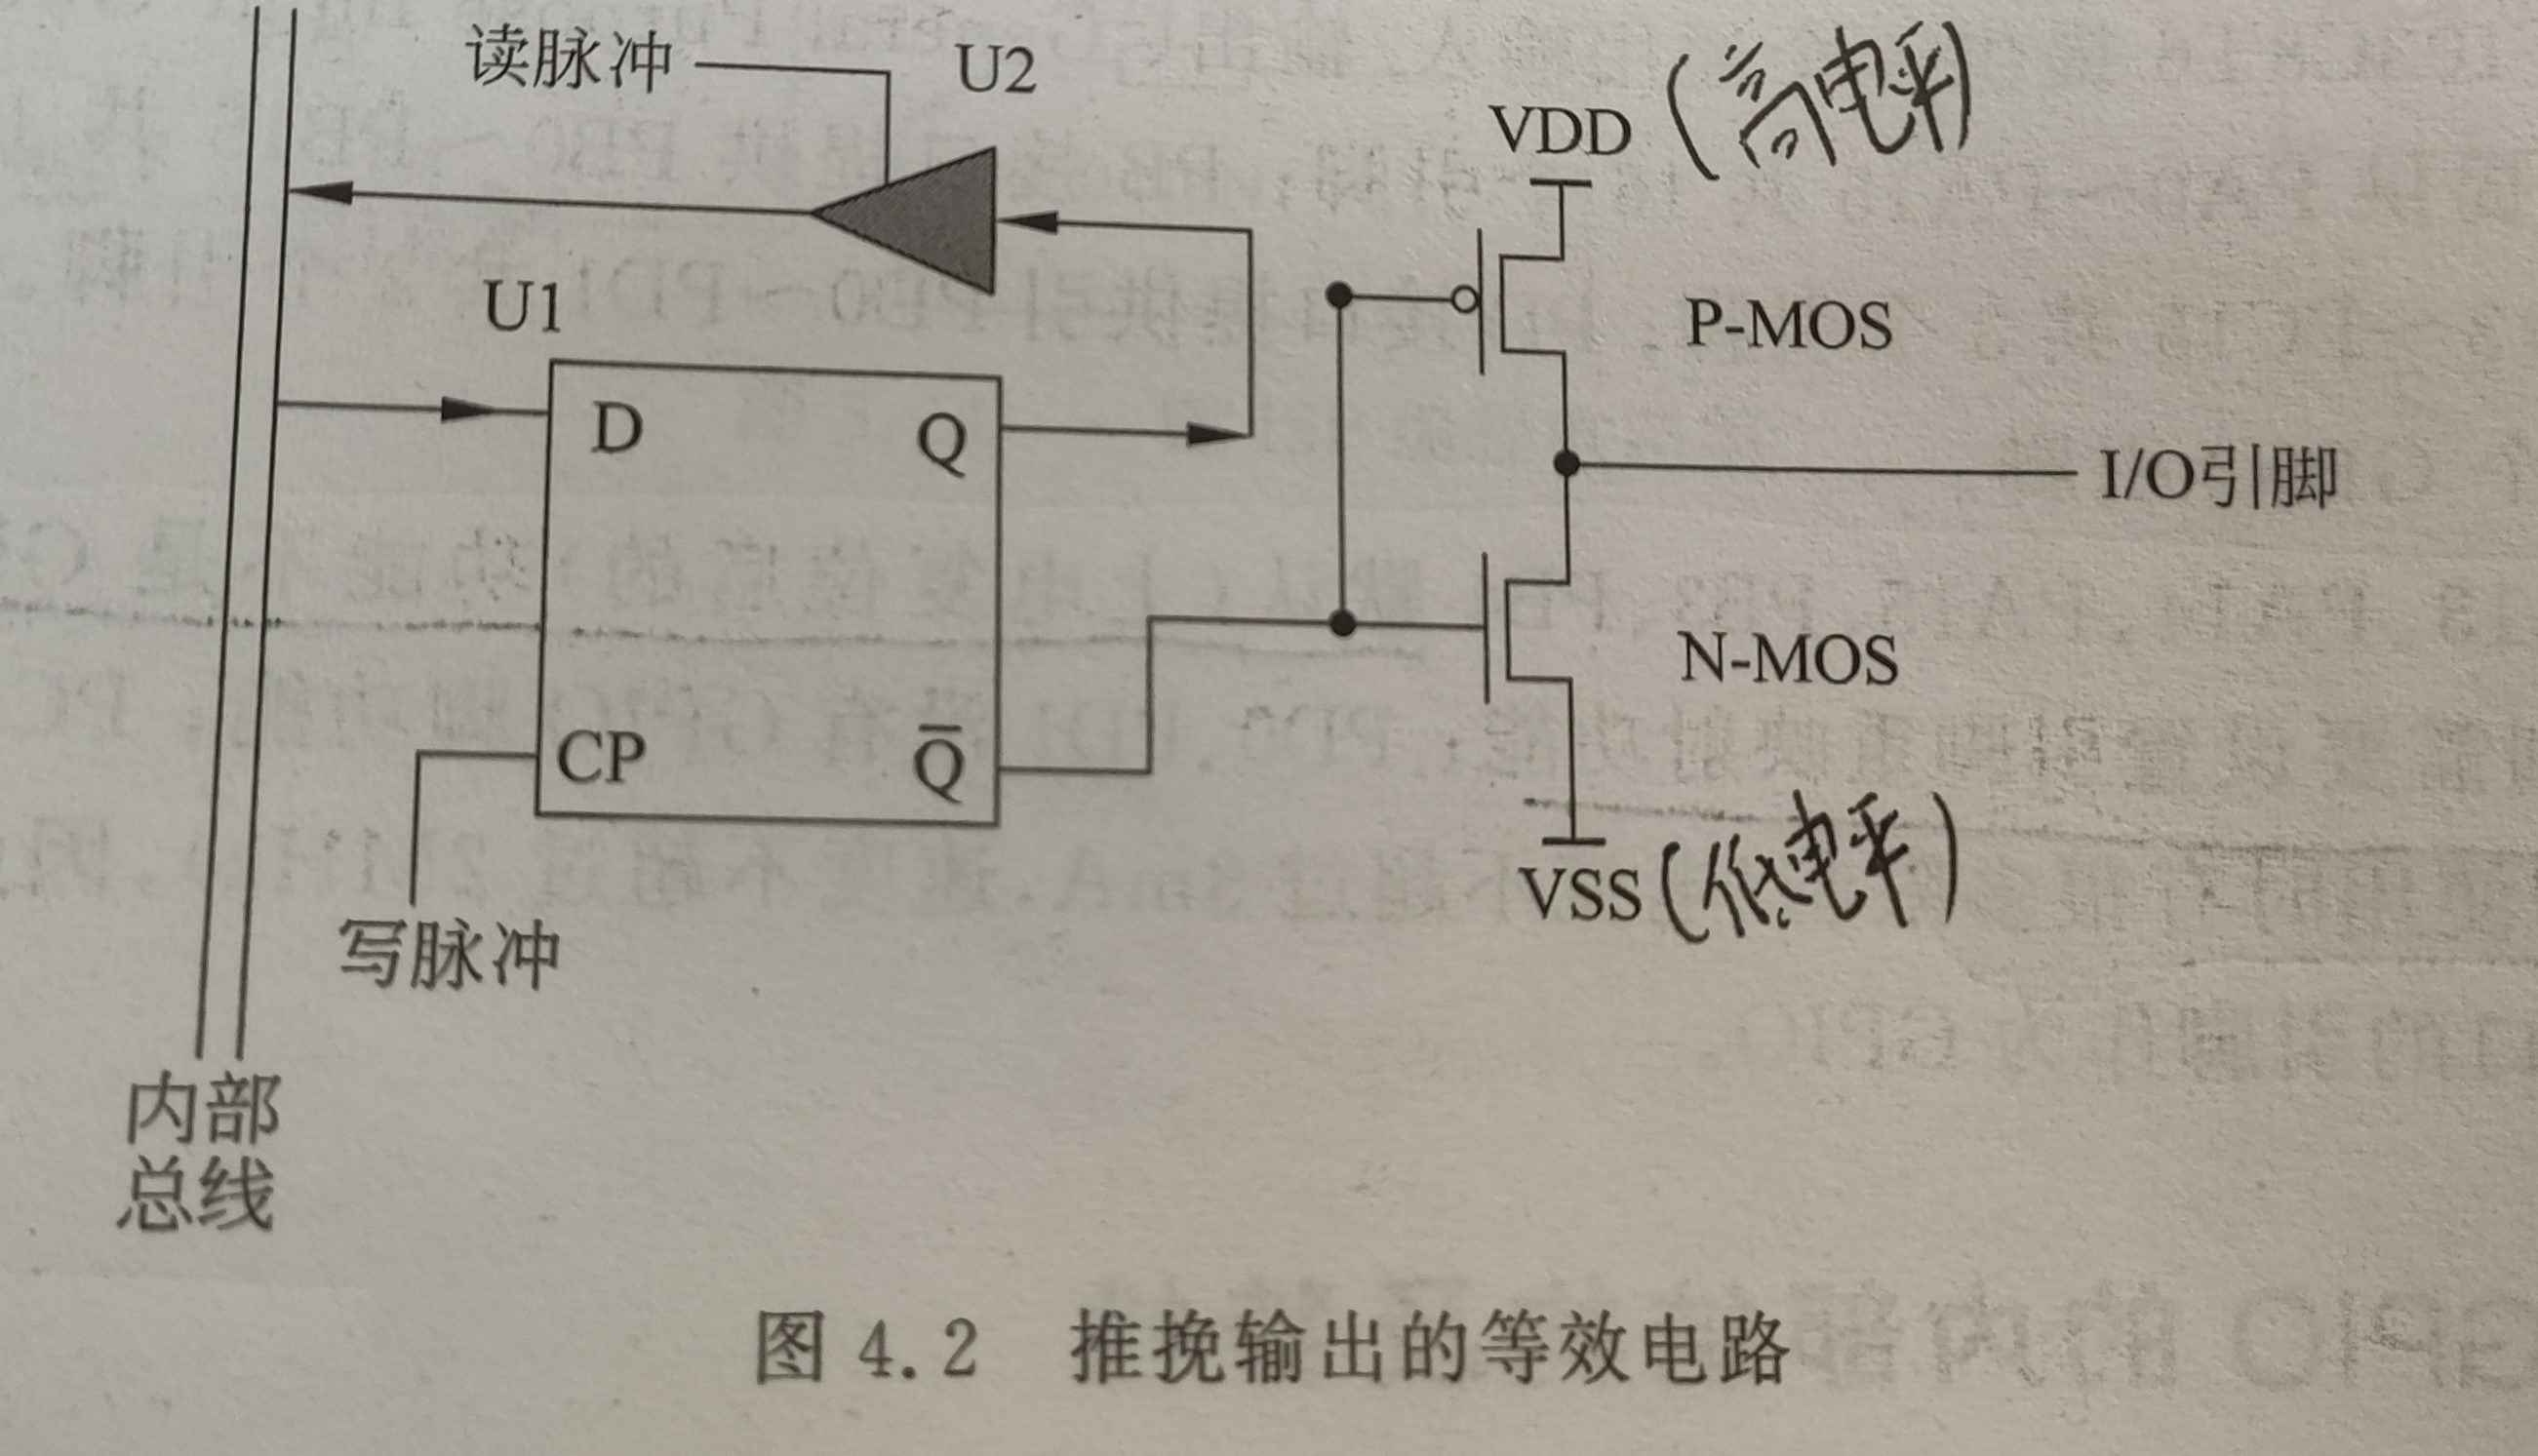 读脉冲
U2
VDD (高电平)
U1
P-MOS
D
Q
I/O引脚
N-MOS
CP
Q̅
VSS (低电平)
写脉冲
内部
总线
图 4.2 推挽输出的等效电路